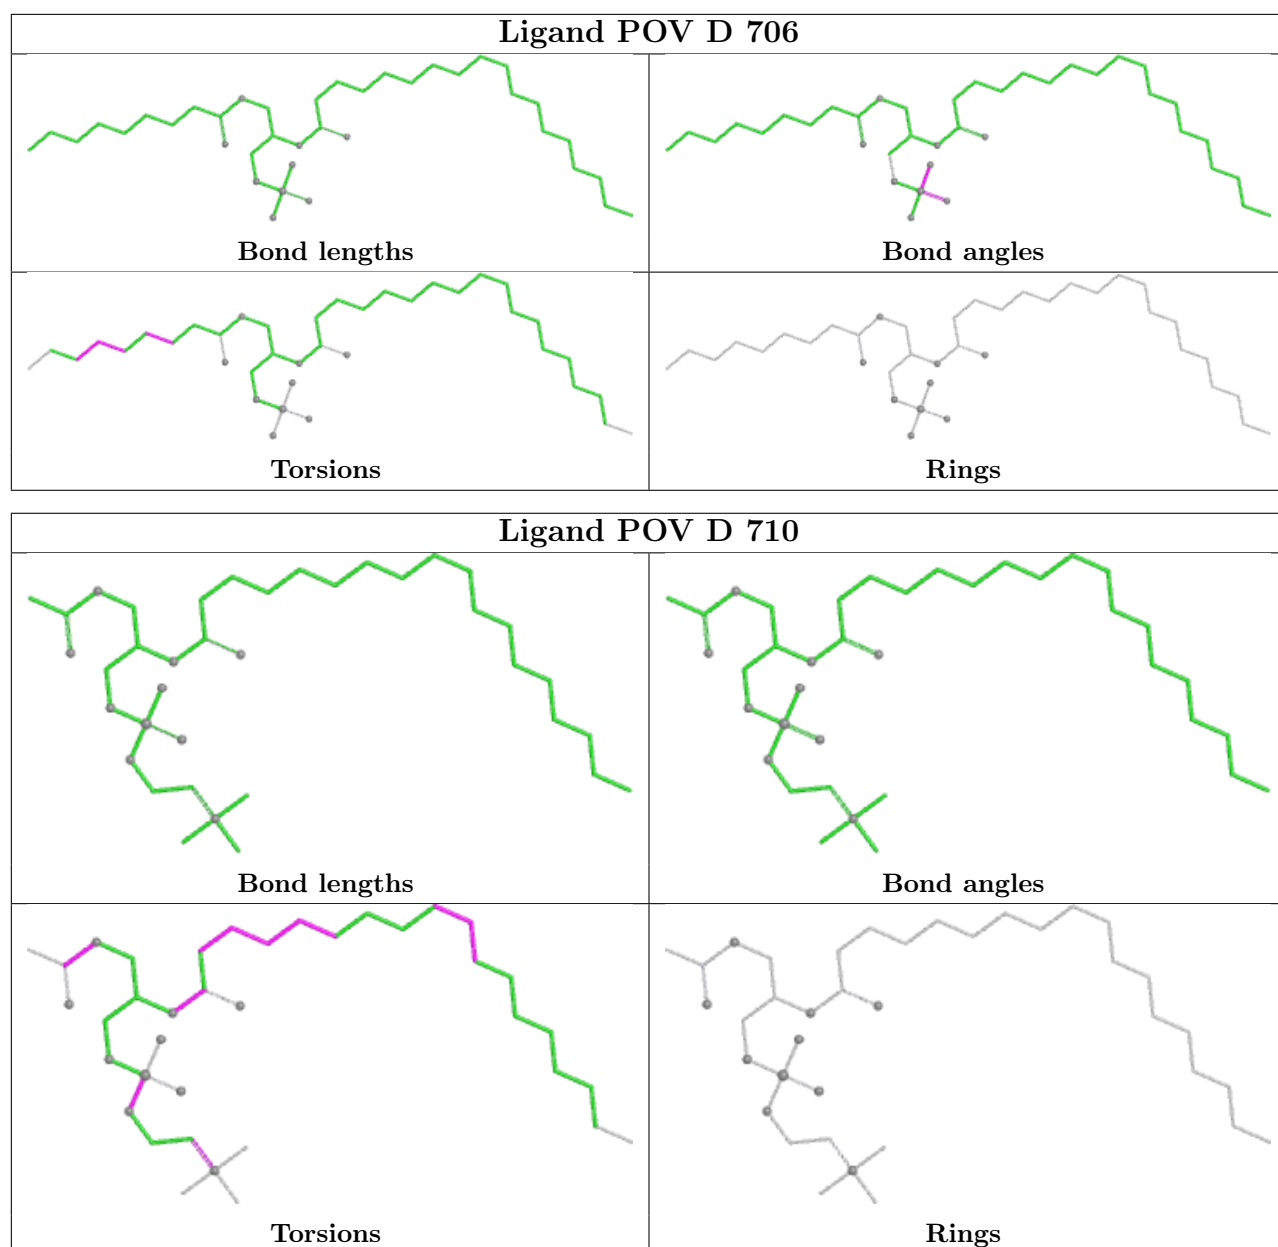 Ligand POV D 706
Bond lengths
Bond angles
Torsions
Rings
Ligand POV D 710
Bond lengths
Bond angles
Torsions
Rings